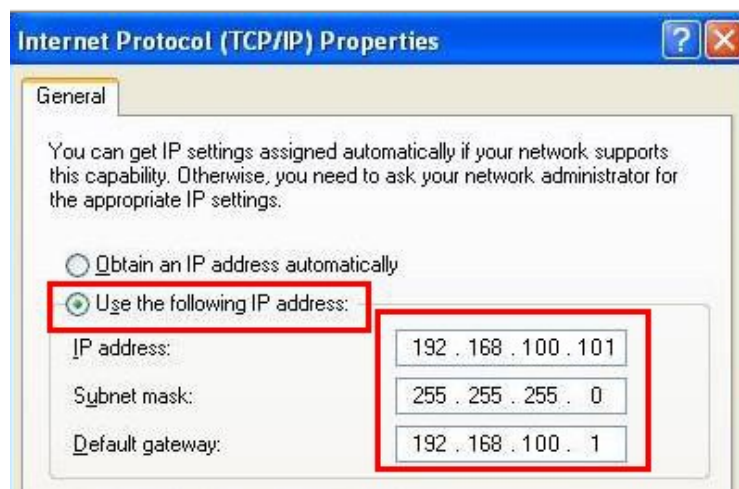 Internet Protocol (TCP/IP) Properties
?
General
You can get IP settings assigned automatically if your network supports
this capability. Otherwise, you need to ask your network administrator for
the appropriate IP settings.
Obtain an IP address automatically
Use the following IP address:
IP address: 192 . 168 . 100 . 101
Subnet mask: 255 . 255 . 255 . 0
Default gateway: 192 . 168 . 100 . 1